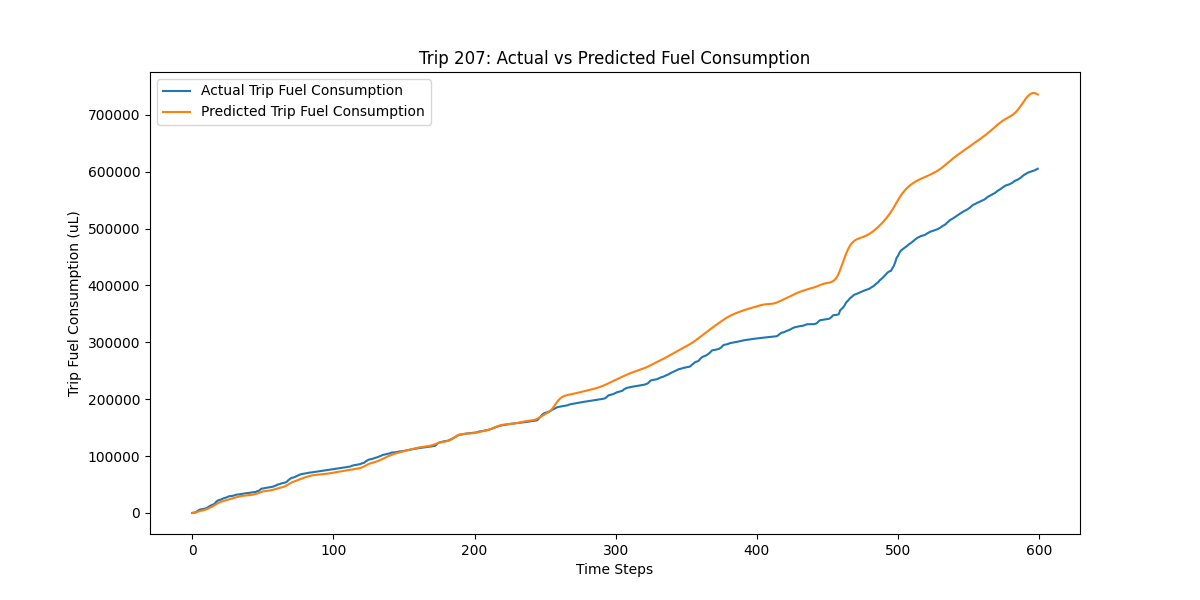 Trip 207: Actual vs Predicted Fuel Consumption
Actual Trip Fuel Consumption
Predicted Trip Fuel Consumption
Trip Fuel Consumption (uL)
700000
600000
500000
400000
300000
200000
100000
0
0 100 200 300 400 500 600
Time Steps